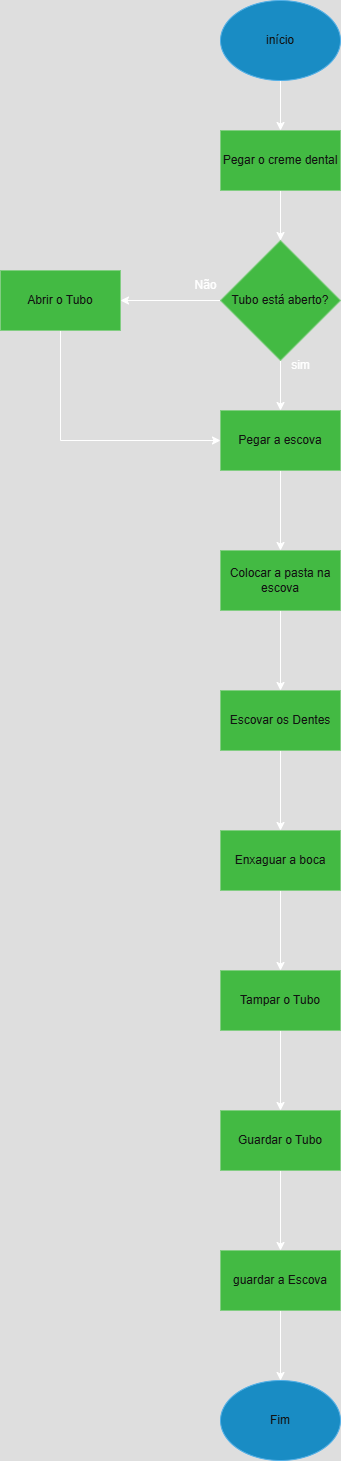 início
Pegar o creme dental
Não
Abrir o Tubo
Tubo está aberto?
sim
Pegar a escova
Colocar a pasta na
escova
Escovar os Dentes
Enxaguar a boca
Tampar o Tubo
Guardar o Tubo
guardar a Escova
Fim